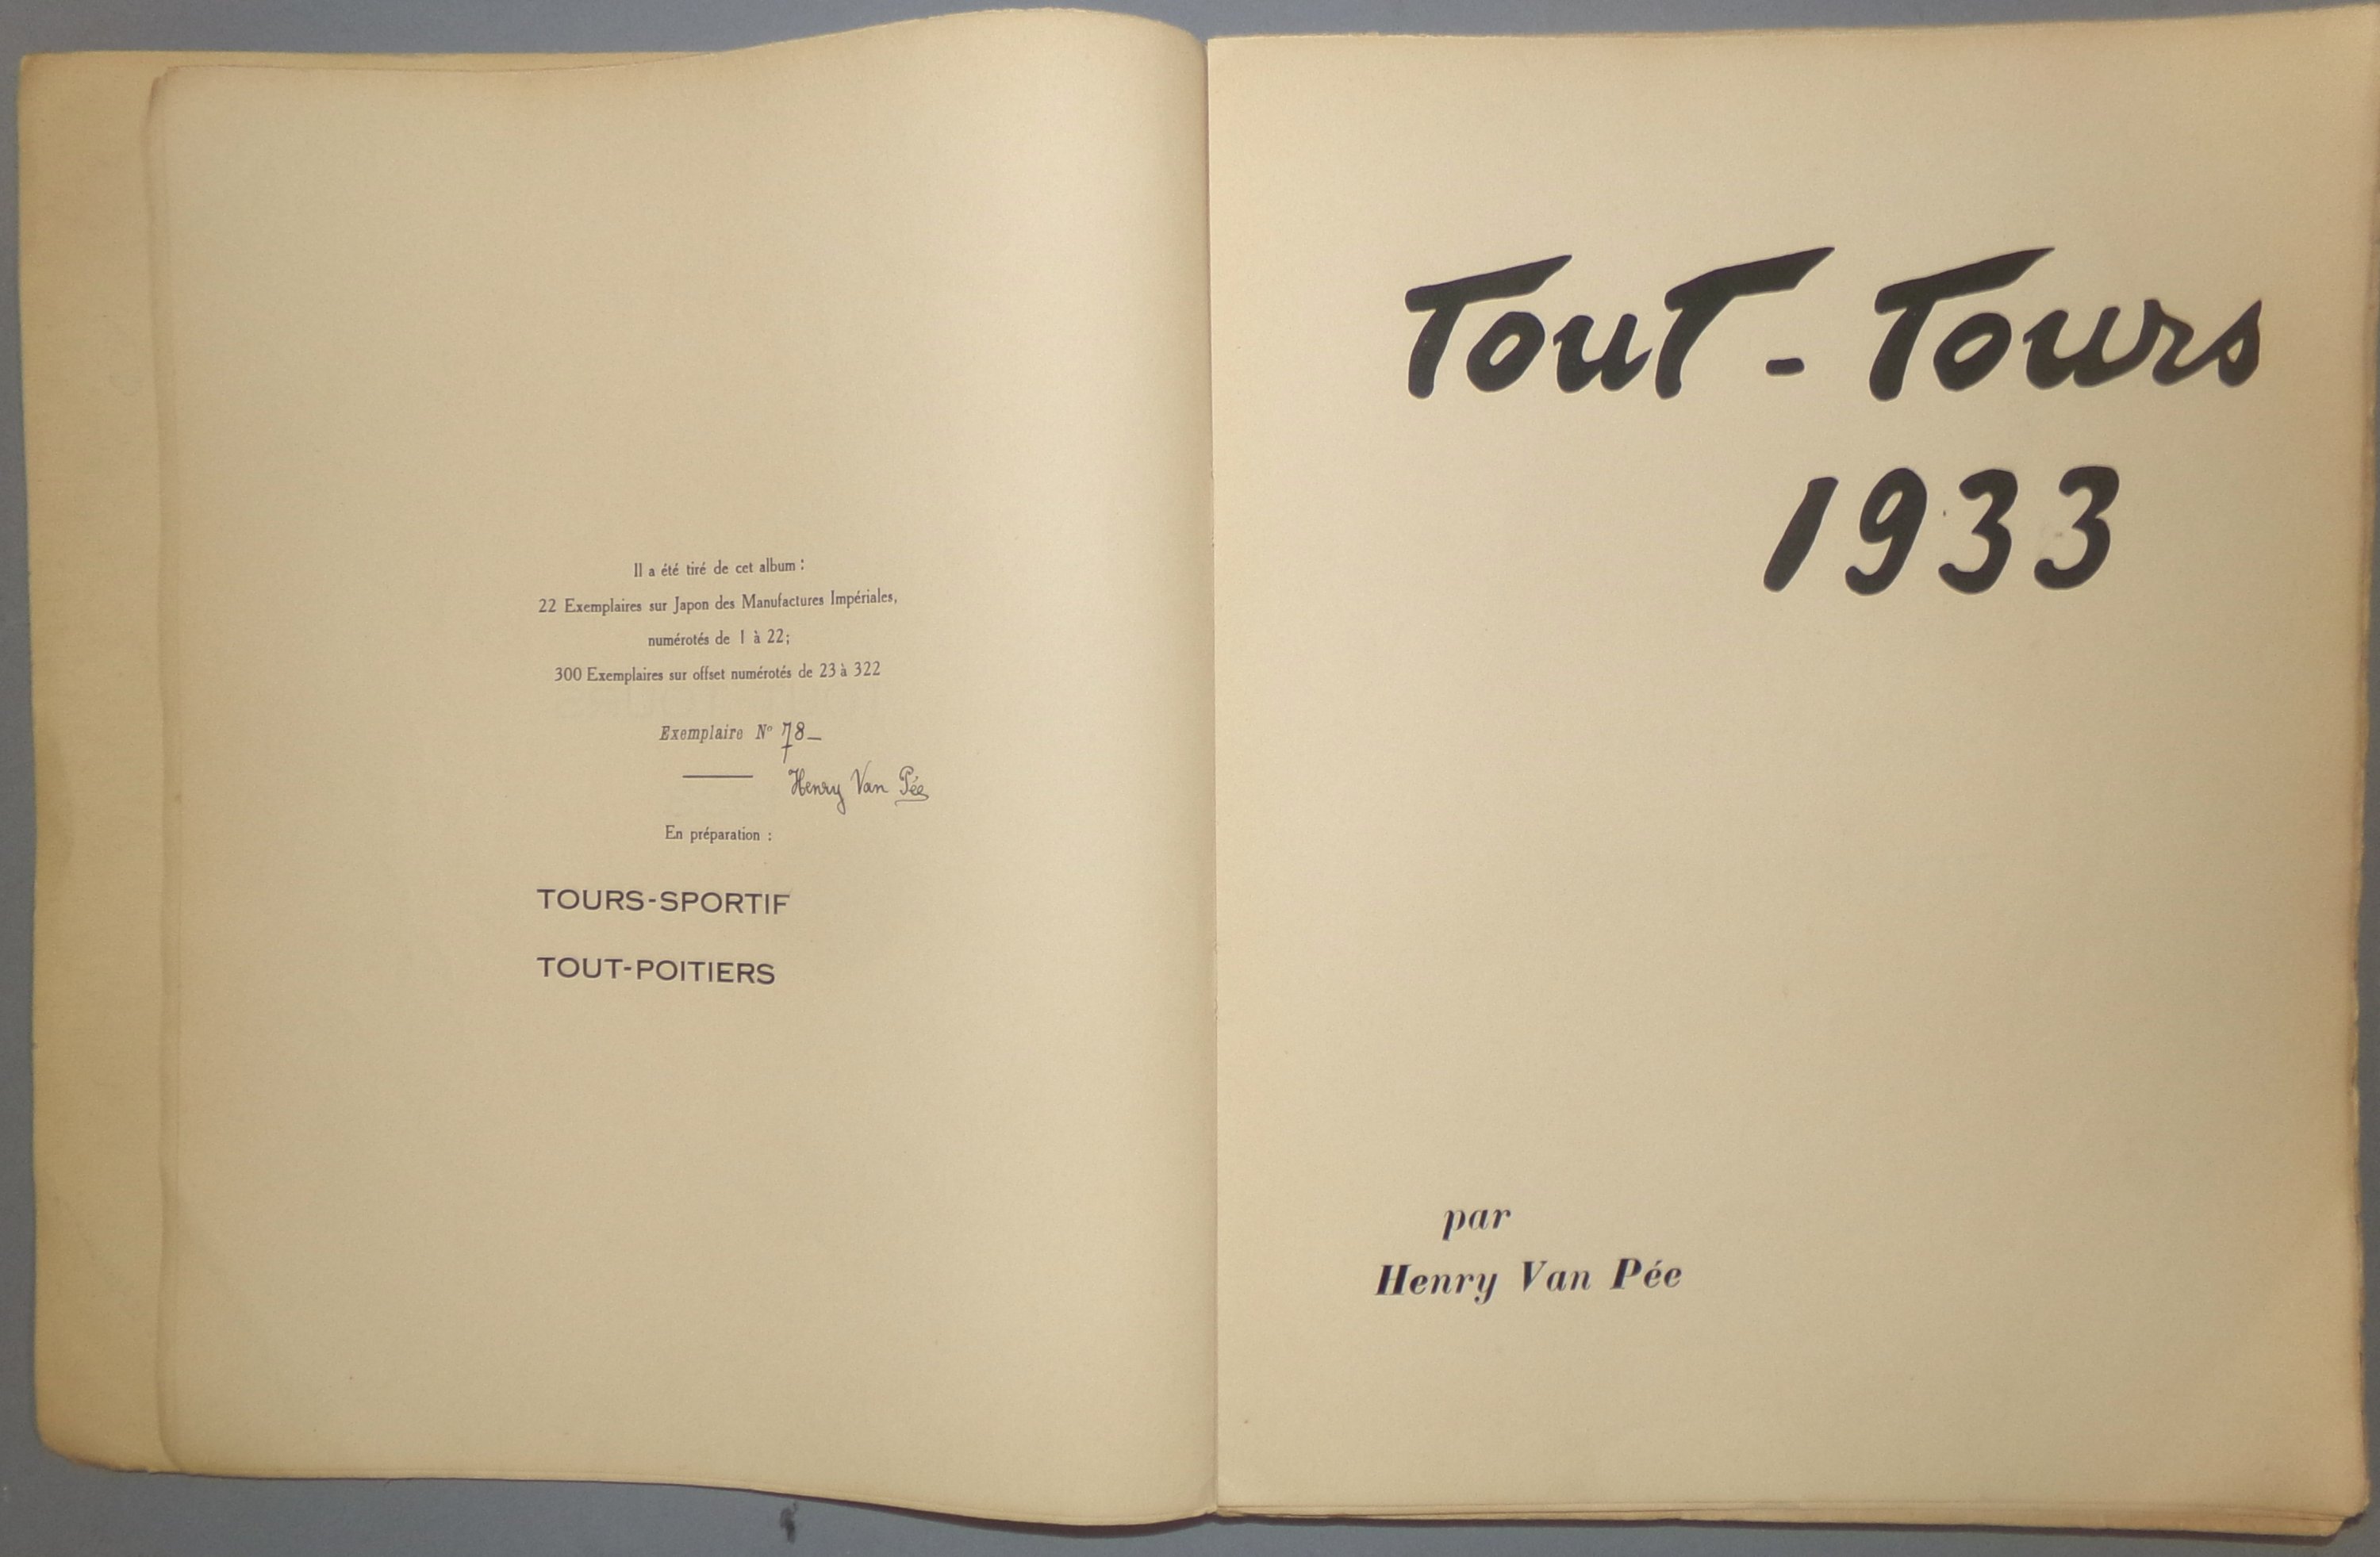 Il a été tiré de cet album :
22 Exemplaires sur Japon des Manufactures Impériales,
numérotés de 1 à 22;
300 Exemplaires sur offset numérotés de 23 à 322
Exemplaire Nº 78_
Henry Van Pée
En préparation :
TOURS-SPORTIF
TOUT-POITIERS
Tout - Tours
1933
par
Henry Van Pée